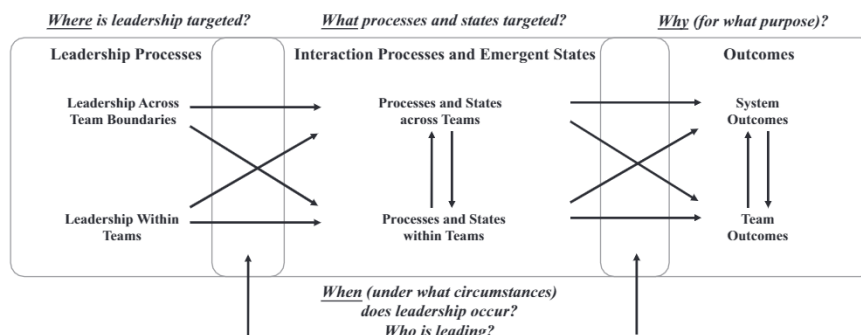 Where is leadership targeted?
What processes and states targeted?
Why (for what purpose)?
Leadership Processes
Interaction Processes and Emergent States
Outcomes
Leadership Across
Team Boundaries
Processes and States
across Teams
System
Outcomes
Leadership Within
Teams
Processes and States
within Teams
Team
Outcomes
When (under what circumstances)
does leadership occur?
Who is leading?